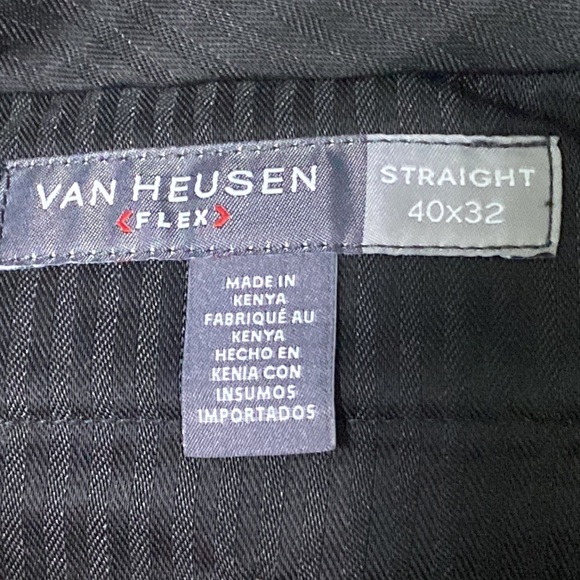 VAN HEUSEN
<FLEX>
STRAIGHT
40x32
MADE IN
KENYA
FABRIQUÉ AU
KENYA
HECHO EN
KENIA CON
INSUMOS
IMPORTADOS